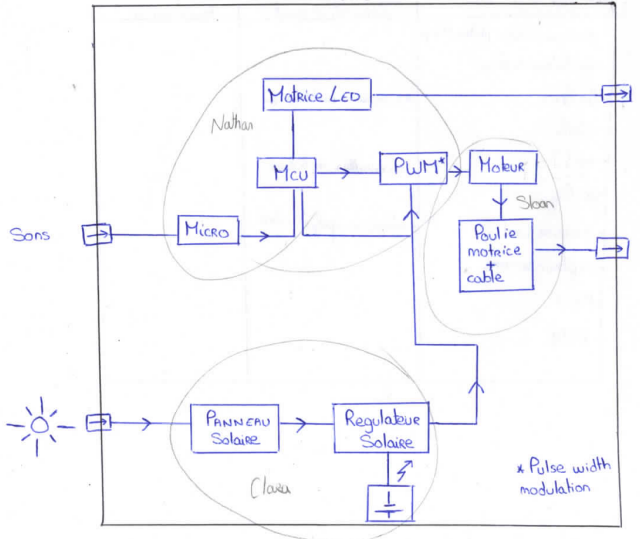 Matrice LED
Nathan
MCU
PWM*
Moteur
Sloan
Sons
Micro
Poulie
motrice
+
cable
Panneau
Solaire
Regulateur
Solaire
Clara
* Pulse width
modulation